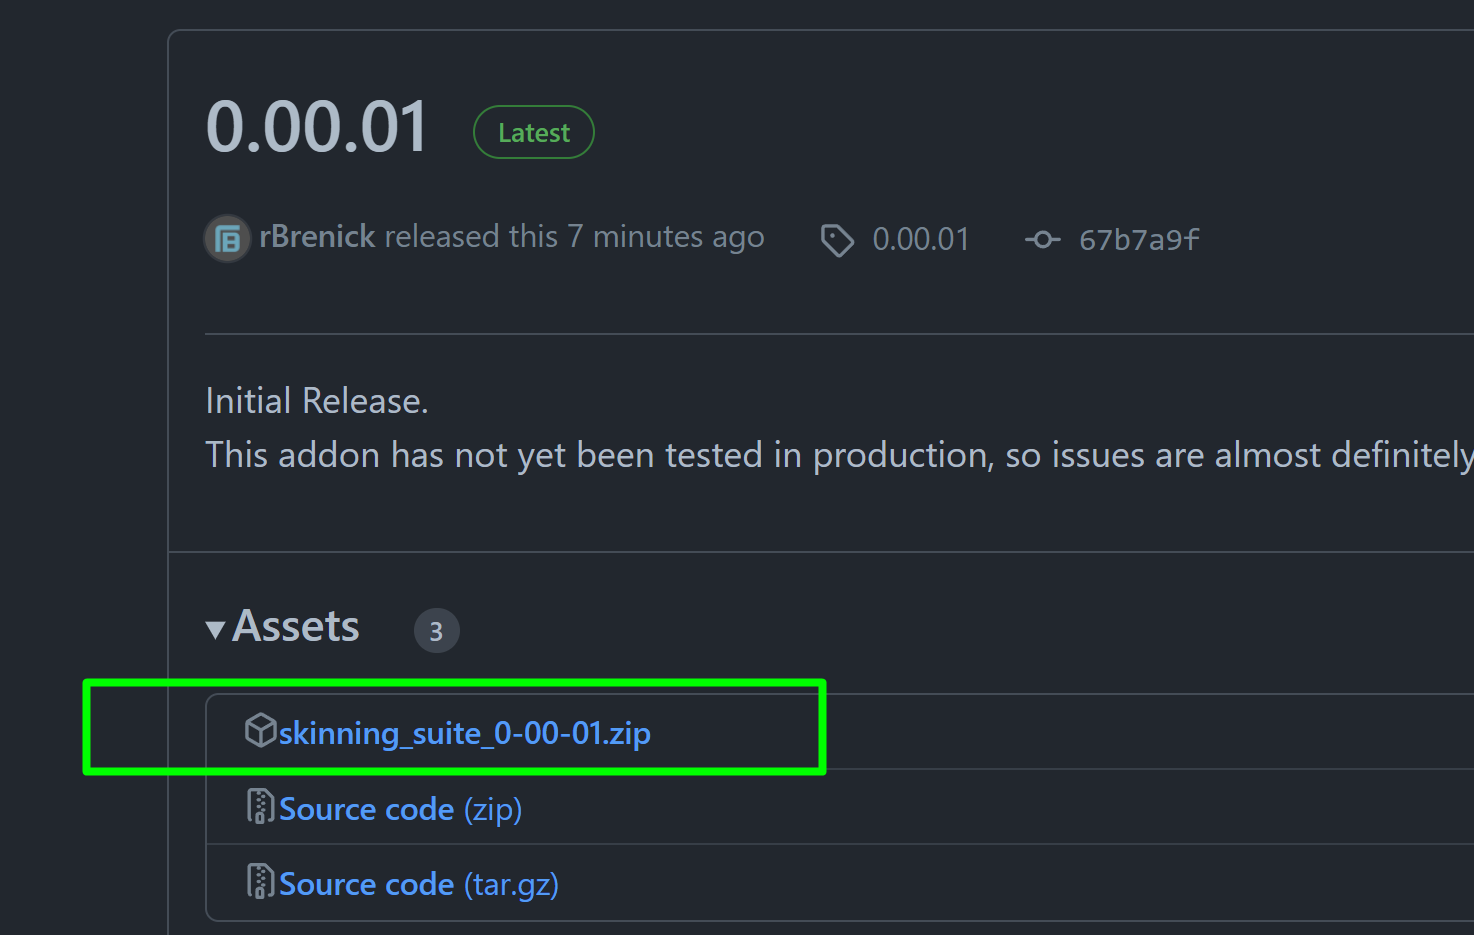 0.00.01 Latest
rBrenick released this 7 minutes ago 0.00.01 67b7a9f
Initial Release.
This addon has not yet been tested in production, so issues are almost definitely
Assets 3
skinning_suite_0-00-01.zip
Source code (zip)
Source code (tar.gz)